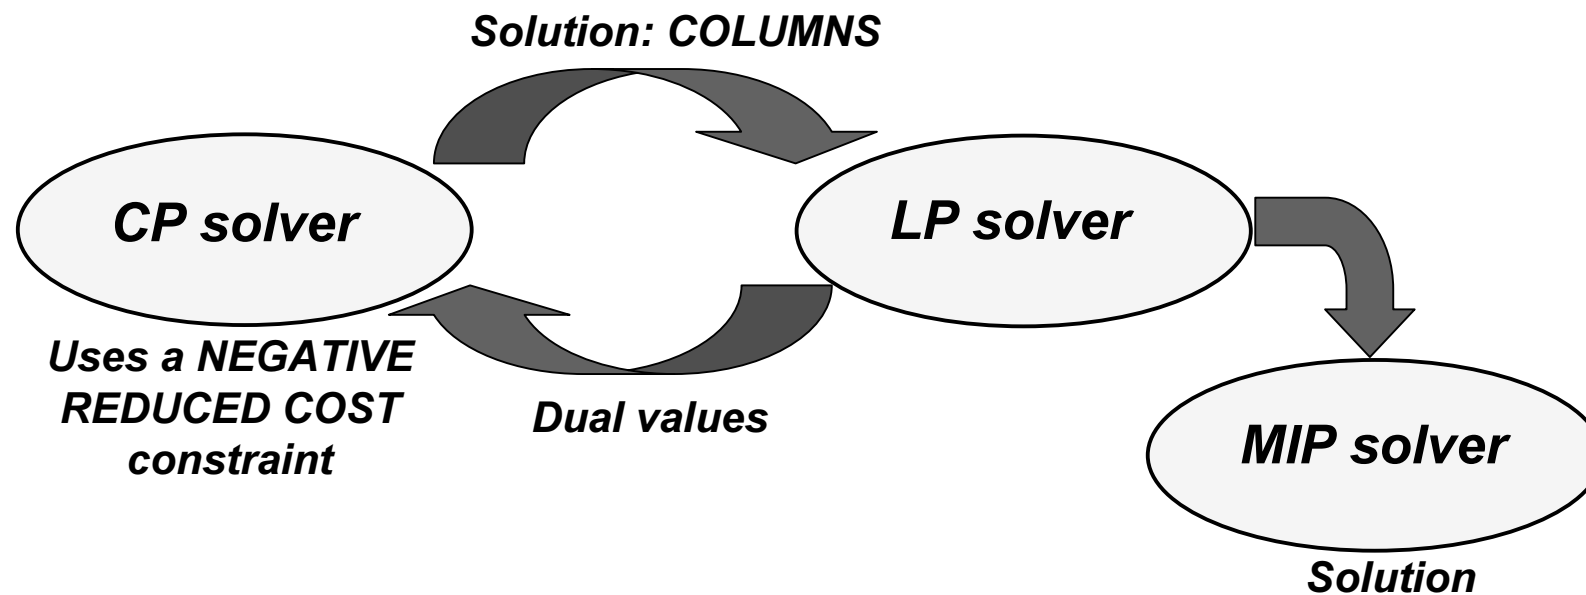 Solution: COLUMNS
CP solver
LP solver
Uses a NEGATIVE
REDUCED COST
constraint
Dual values
MIP solver
Solution